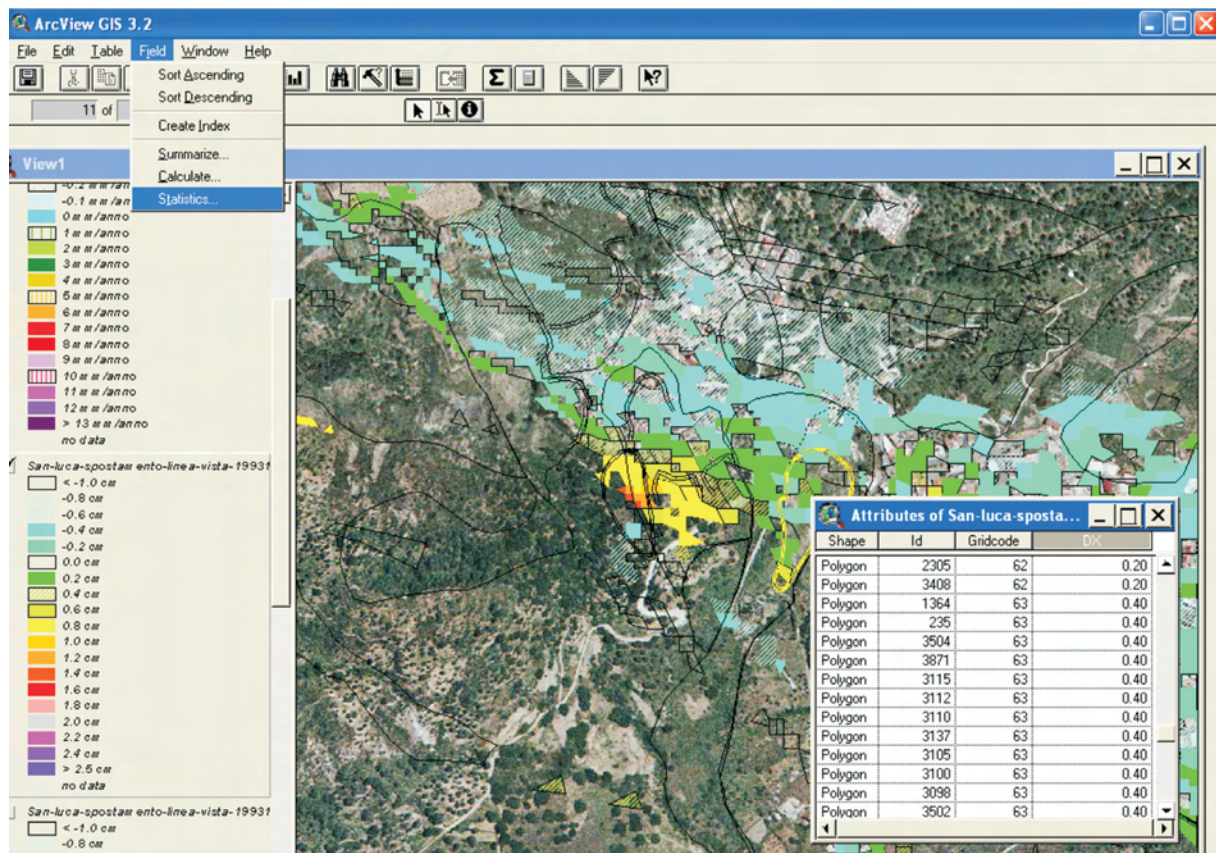 ArcView GIS 3.2
File Edit Table Field Window Help
Sort Ascending
Sort Descending
Create Index
Summarize...
Calculate...
Statistics...
11 of
View1
-0.2 mm/anno
-0.1 mm/anno
0 mm/anno
1 mm/anno
2 mm/anno
3 mm/anno
4 mm/anno
5 mm/anno
6 mm/anno
7 mm/anno
8 mm/anno
9 mm/anno
10 mm/anno
11 mm/anno
12 mm/anno
> 13 mm/anno
no data
San-luca-spostamento-linea-vista-19931
< -1.0 cm
-0.8 cm
-0.6 cm
-0.4 cm
-0.2 cm
0.0 cm
0.2 cm
0.4 cm
0.6 cm
0.8 cm
1.0 cm
1.2 cm
1.4 cm
1.6 cm
1.8 cm
2.0 cm
2.2 cm
2.4 cm
> 2.5 cm
no data
San-luca-spostamento-linea-vista-19931
< -1.0 cm
-0.8 cm
Attributes of San-luca-sposta...
Shape Id Gridcode DX
Polygon 2305 62 0.20
Polygon 3408 62 0.20
Polygon 1364 63 0.40
Polygon 235 63 0.40
Polygon 3504 63 0.40
Polygon 3871 63 0.40
Polygon 3115 63 0.40
Polygon 3112 63 0.40
Polygon 3110 63 0.40
Polygon 3137 63 0.40
Polygon 3105 63 0.40
Polygon 3100 63 0.40
Polygon 3098 63 0.40
Polygon 3502 63 0.40